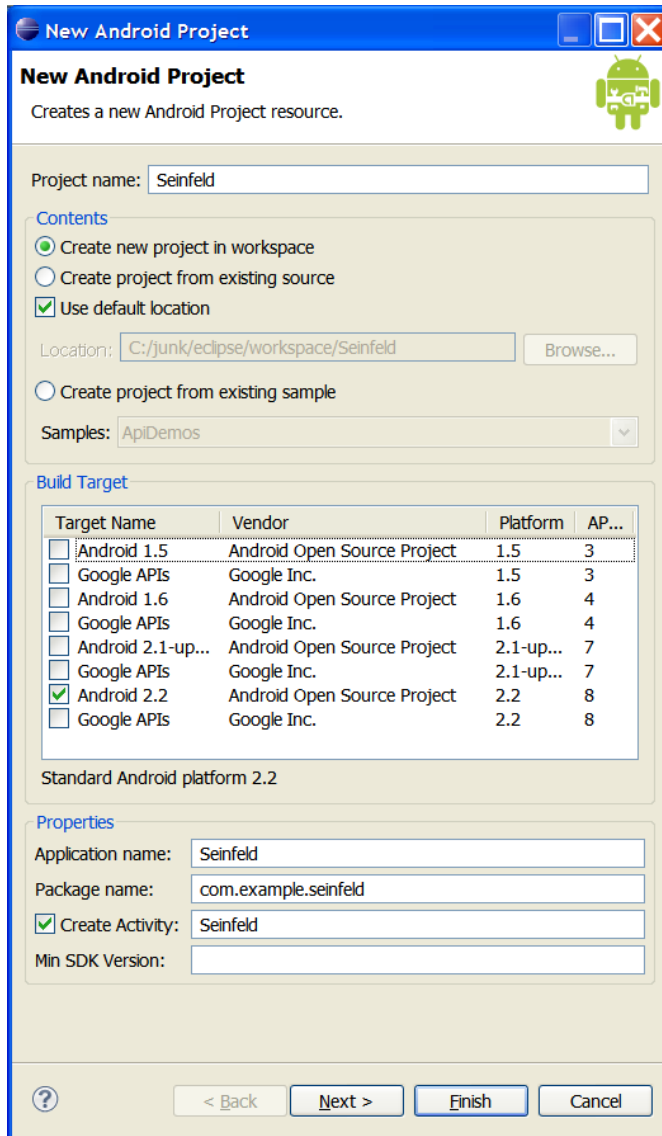 New Android Project
New Android Project
Creates a new Android Project resource.
Project name: Seinfeld
Contents
Create new project in workspace
Create project from existing source
Use default location
Location: C:/junk/eclipse/workspace/Seinfeld Browse...
Create project from existing sample
Samples: ApiDemos
Build Target
Target Name Vendor Platform AP...
Android 1.5 Android Open Source Project 1.5 3
Google APIs Google Inc. 1.5 3
Android 1.6 Android Open Source Project 1.6 4
Google APIs Google Inc. 1.6 4
Android 2.1-up... Android Open Source Project 2.1-up... 7
Google APIs Google Inc. 2.1-up... 7
Android 2.2 Android Open Source Project 2.2 8
Google APIs Google Inc. 2.2 8
Standard Android platform 2.2
Properties
Application name: Seinfeld
Package name: com.example.seinfeld
Create Activity: Seinfeld
Min SDK Version:
? < Back Next > Finish Cancel